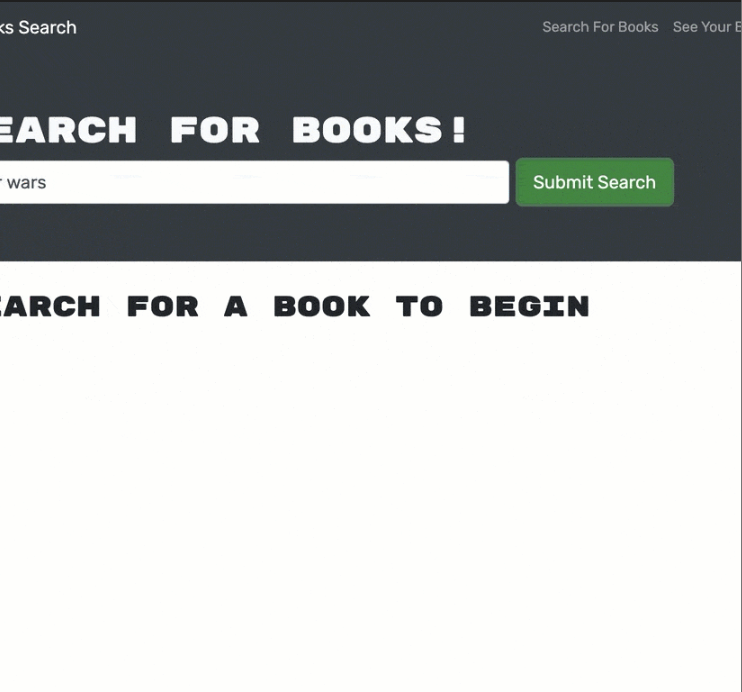 ks Search
Search For Books See Your B
EARCH FOR BOOKS!
r wars
Submit Search
EARCH FOR A BOOK TO BEGIN